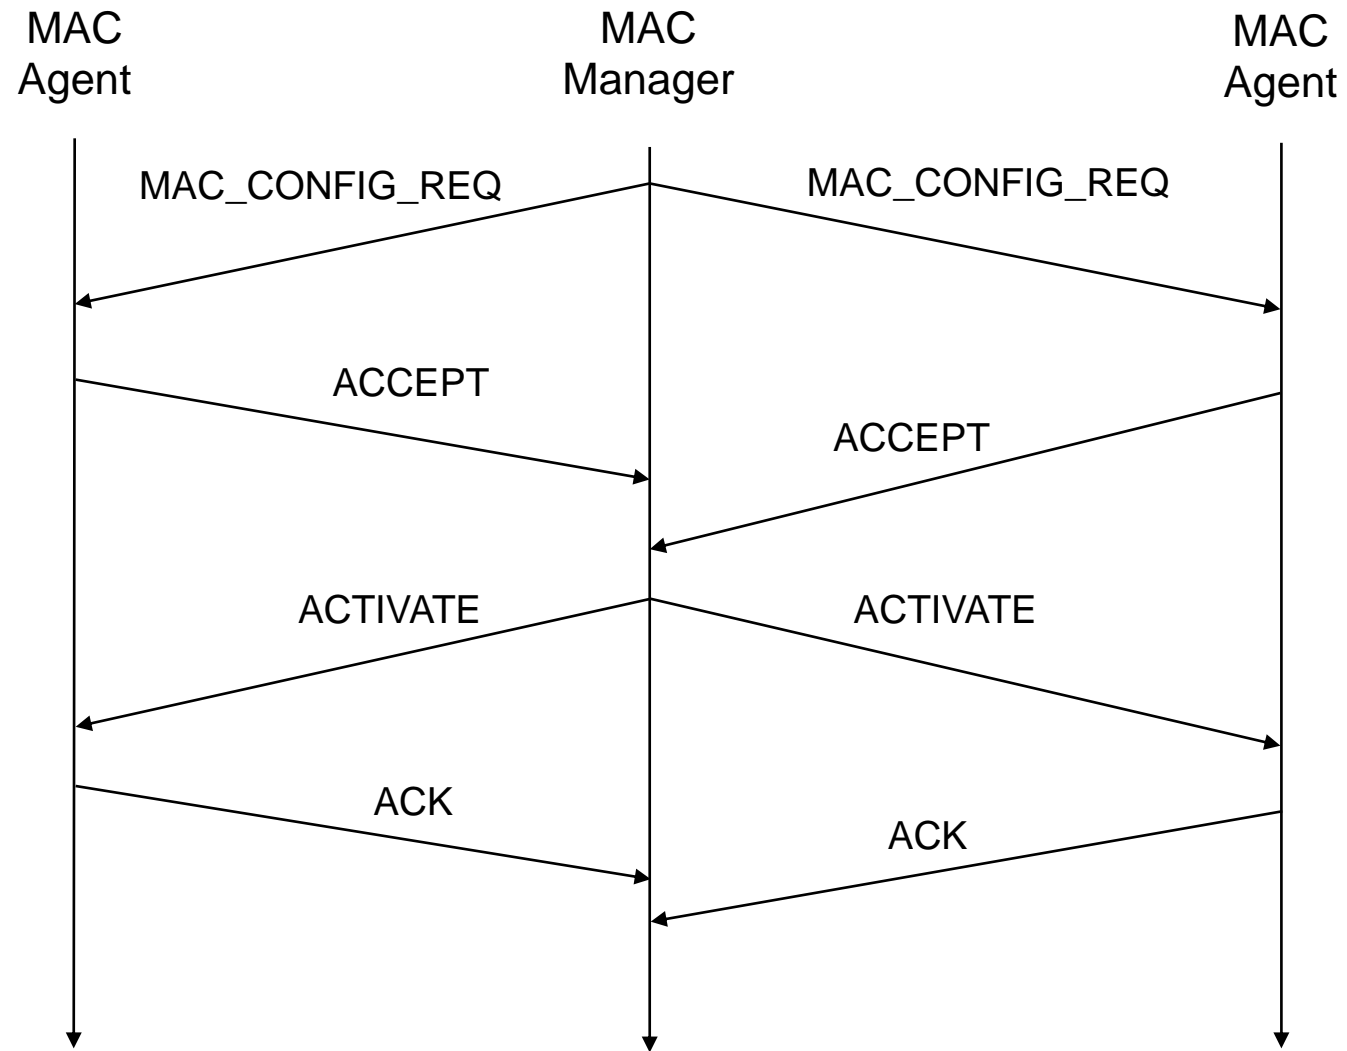 MAC
Agent
MAC
Manager
MAC
Agent
MAC_CONFIG_REQ
MAC_CONFIG_REQ
ACCEPT
ACCEPT
ACTIVATE
ACTIVATE
ACK
ACK